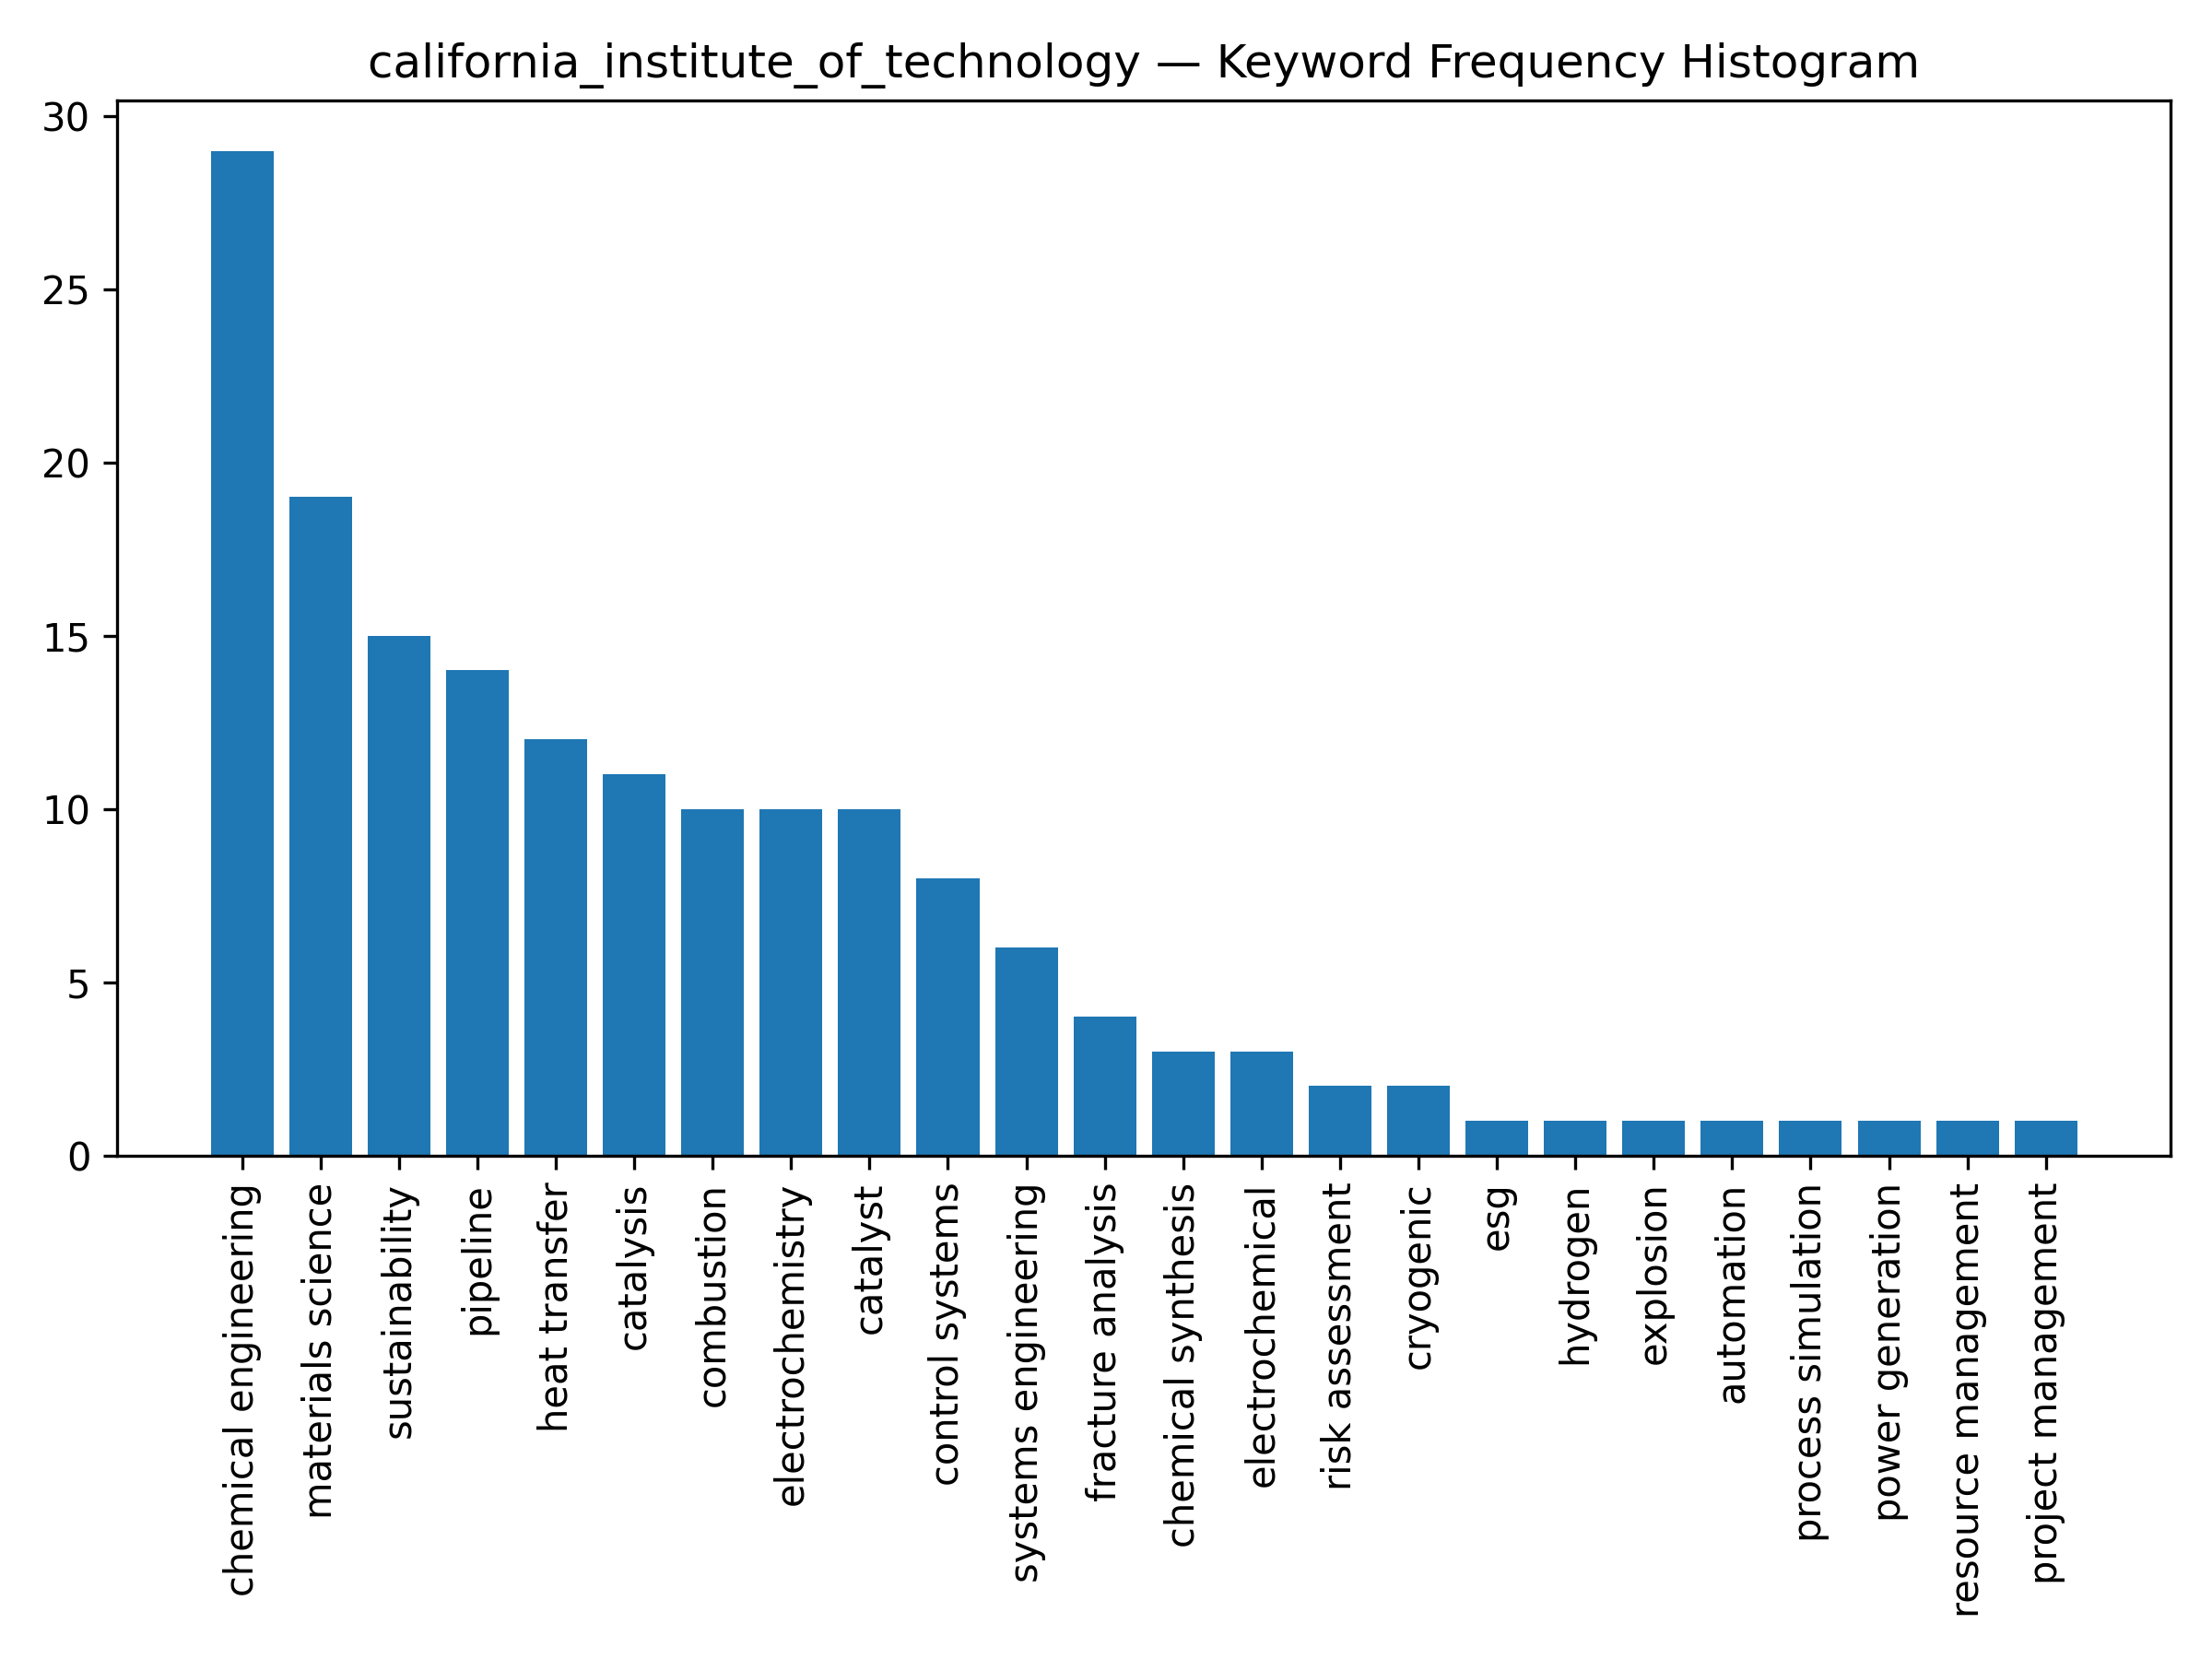 california_institute_of_technology — Keyword Frequency Histogram
30
25
20
15
10
5
0
chemical engineering
materials science
sustainability
pipeline
heat transfer
catalysis
combustion
electrochemistry
catalyst
control systems
systems engineering
fracture analysis
chemical synthesis
electrochemical
risk assessment
cryogenic
esg
hydrogen
explosion
automation
process simulation
power generation
resource management
project management